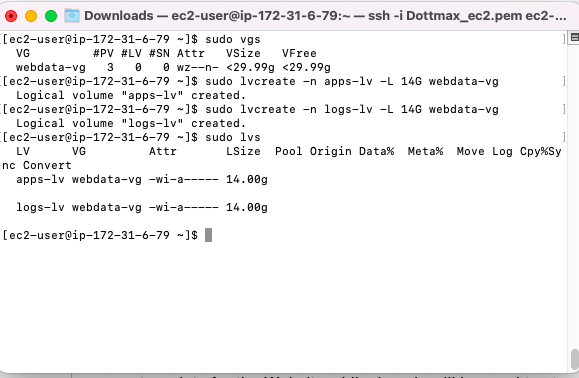 Downloads — ec2-user@ip-172-31-6-79:~ — ssh -i Dottmax_ec2.pem ec2-...
[[ec2-user@ip-172-31-6-79 ~]$ sudo vgs ]
  VG        #PV #LV #SN Attr   VSize   VFree
  webdata-vg   3   0   0 wz--n- <29.99g <29.99g
[[ec2-user@ip-172-31-6-79 ~]$ sudo lvcreate -n apps-lv -L 14G webdata-vg ]
  Logical volume "apps-lv" created.
[[ec2-user@ip-172-31-6-79 ~]$ sudo lvcreate -n logs-lv -L 14G webdata-vg ]
  Logical volume "logs-lv" created.
[[ec2-user@ip-172-31-6-79 ~]$ sudo lvs ]
  LV      VG         Attr       LSize  Pool Origin Data%  Meta%  Move Log Cpy%Sy
nc Convert
  apps-lv webdata-vg -wi-a----- 14.00g
  logs-lv webdata-vg -wi-a----- 14.00g
[ec2-user@ip-172-31-6-79 ~]$